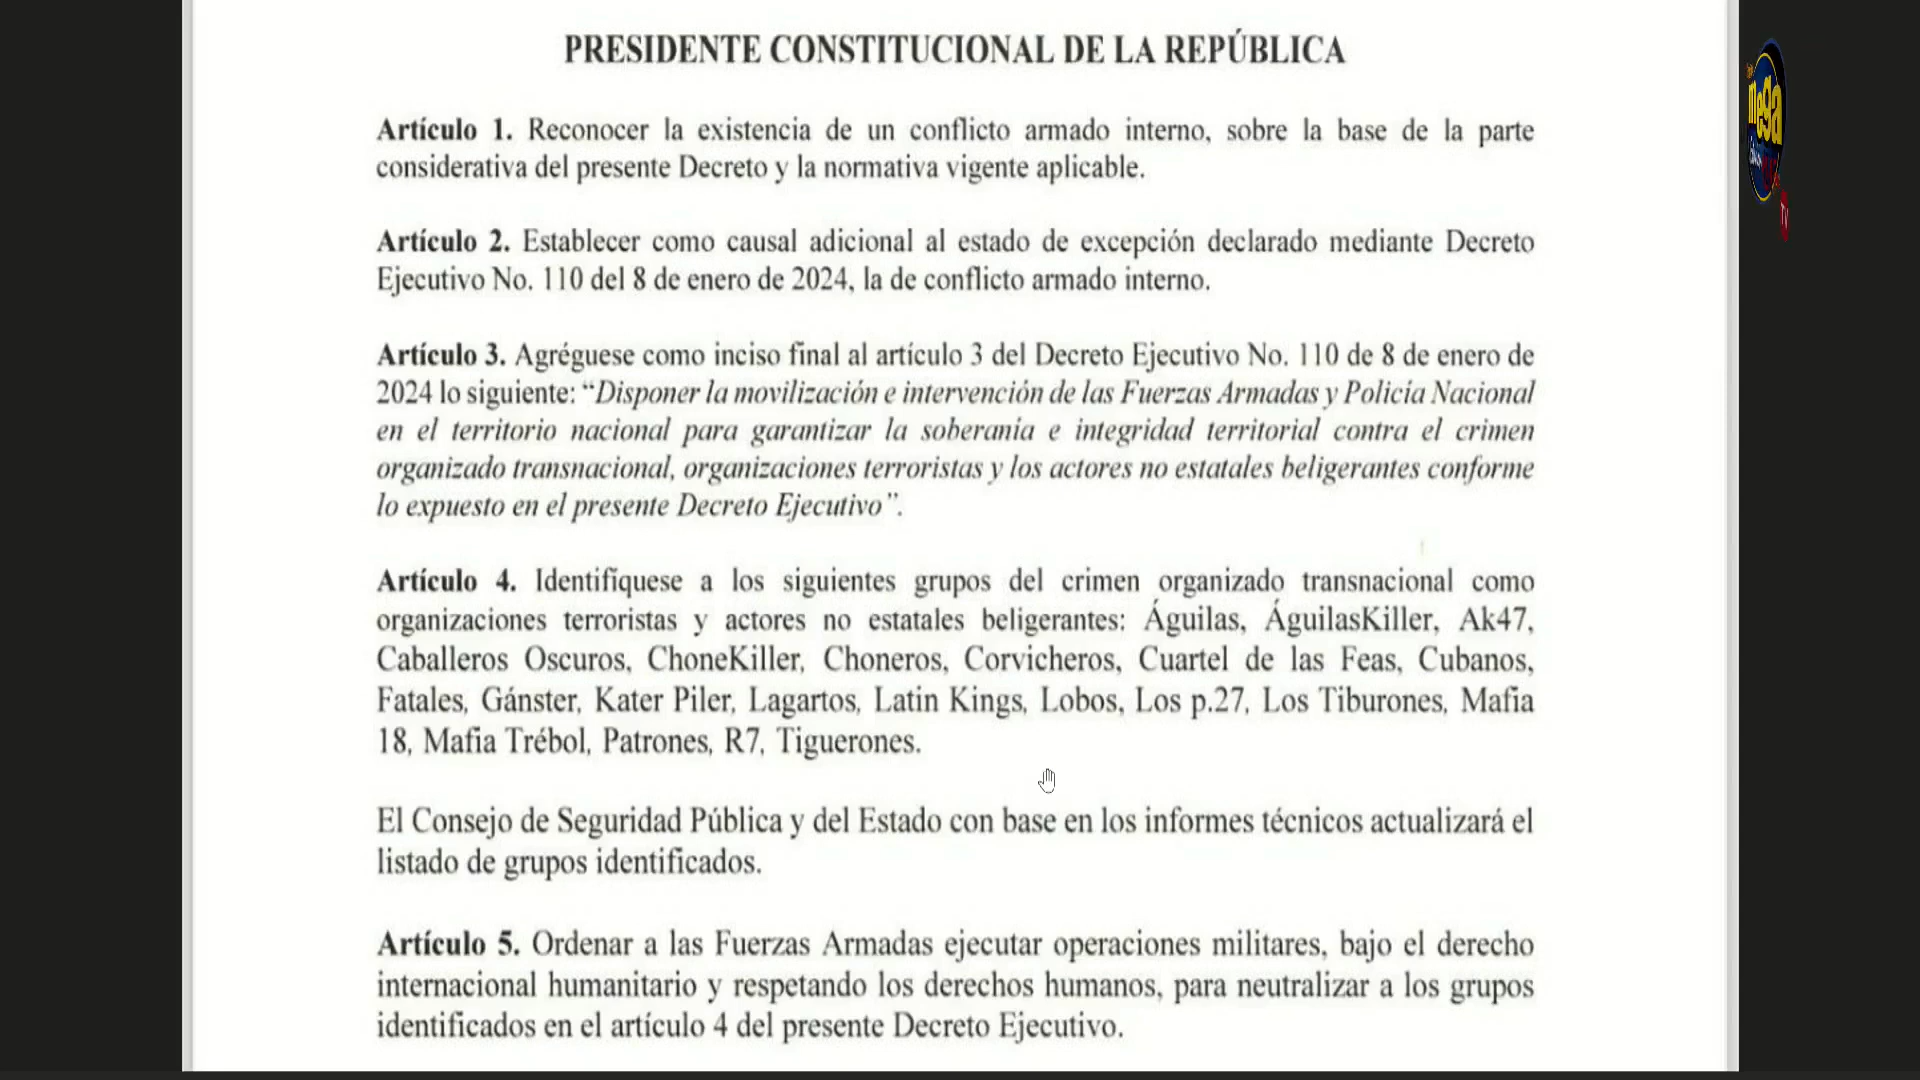 PRESIDENTE CONSTITUCIONAL DE LA REPÚBLICA
Artículo 1. Reconocer la existencia de un conflicto armado interno, sobre la base de la parte
considerativa del presente Decreto y la normativa vigente aplicable.
Artículo 2. Establecer como causal adicional al estado de excepción declarado mediante Decreto
Ejecutivo No. 110 del 8 de enero de 2024, la de conflicto armado interno.
Artículo 3. Agréguese como inciso final al artículo 3 del Decreto Ejecutivo No. 110 de 8 de enero de
2024 lo siguiente: “Disponer la movilización e intervención de las Fuerzas Armadas y Policía Nacional
en el territorio nacional para garantizar la soberanía e integridad territorial contra el crimen
organizado transnacional, organizaciones terroristas y los actores no estatales beligerantes conforme
lo expuesto en el presente Decreto Ejecutivo”.
Artículo 4. Identifíquese a los siguientes grupos del crimen organizado transnacional como
organizaciones terroristas y actores no estatales beligerantes: Águilas, ÁguilasKiller, Ak47,
Caballeros Oscuros, ChoneKiller, Choneros, Corvicheros, Cuartel de las Feas, Cubanos,
Fatales, Gánster, Kater Piler, Lagartos, Latin Kings, Lobos, Los p.27, Los Tiburones, Mafia
18, Mafia Trébol, Patrones, R7, Tiguerones.
El Consejo de Seguridad Pública y del Estado con base en los informes técnicos actualizará el
listado de grupos identificados.
Artículo 5. Ordenar a las Fuerzas Armadas ejecutar operaciones militares, bajo el derecho
internacional humanitario y respetando los derechos humanos, para neutralizar a los grupos
identificados en el artículo 4 del presente Decreto Ejecutivo.
mega
TV